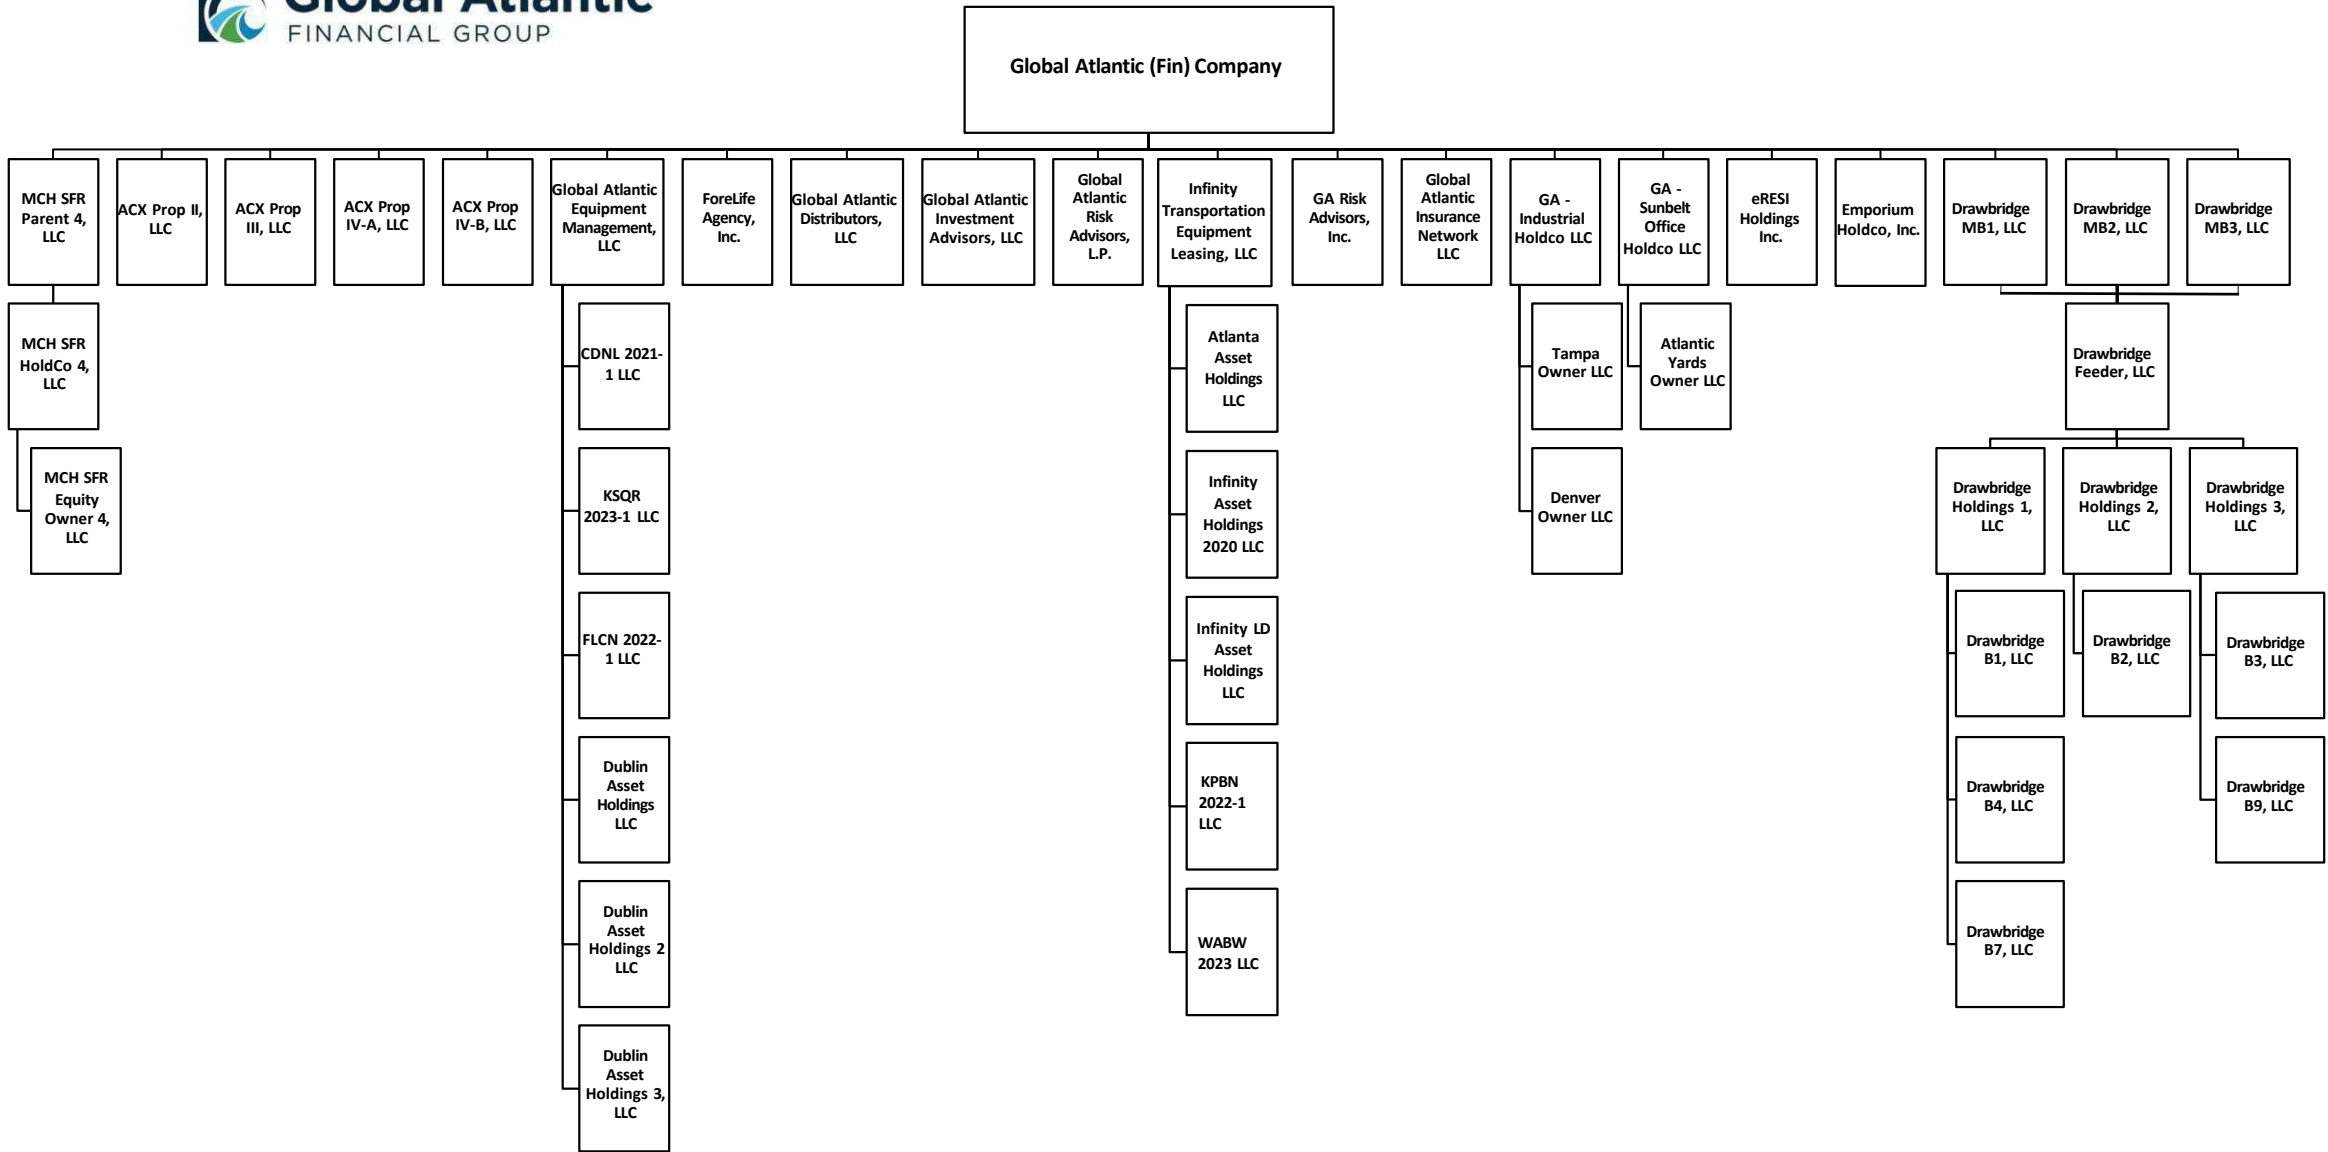 Global Atlantic
FINANCIAL GROUP
Global Atlantic (Fin) Company
MCH SFR
Parent 4,
LLC
ACX Prop II,
LLC
ACX Prop
III, LLC
ACX Prop
IV-A, LLC
ACX Prop
IV-B, LLC
Global Atlantic
Equipment
Management,
LLC
ForeLife
Agency,
Inc.
Global Atlantic
Distributors,
LLC
Global Atlantic
Investment
Advisors, LLC
Global
Atlantic
Risk
Advisors,
L.P.
Infinity
Transportation
Equipment
Leasing, LLC
GA Risk
Advisors,
Inc.
Global
Atlantic
Insurance
Network
LLC
GA -
Industrial
Holdco LLC
GA -
Sunbelt
Office
Holdco LLC
eRESI
Holdings
Inc.
Emporium
Holdco, Inc.
Drawbridge
MB1, LLC
Drawbridge
MB2, LLC
Drawbridge
MB3, LLC
MCH SFR
HoldCo 4,
LLC
MCH SFR
Equity
Owner 4,
LLC
CDNL 2021-
1 LLC
KSQR
2023-1 LLC
FLCN 2022-
1 LLC
Dublin
Asset
Holdings
LLC
Dublin
Asset
Holdings 2
LLC
Dublin
Asset
Holdings 3,
LLC
Atlanta
Asset
Holdings
LLC
Infinity
Asset
Holdings
2020 LLC
Infinity LD
Asset
Holdings
LLC
KPBN
2022-1
LLC
WABW
2023 LLC
Tampa
Owner LLC
Denver
Owner LLC
Atlantic
Yards
Owner LLC
Drawbridge
Feeder, LLC
Drawbridge
Holdings 1,
LLC
Drawbridge
Holdings 2,
LLC
Drawbridge
Holdings 3,
LLC
Drawbridge
B1, LLC
Drawbridge
B4, LLC
Drawbridge
B7, LLC
Drawbridge
B2, LLC
Drawbridge
B3, LLC
Drawbridge
B9, LLC